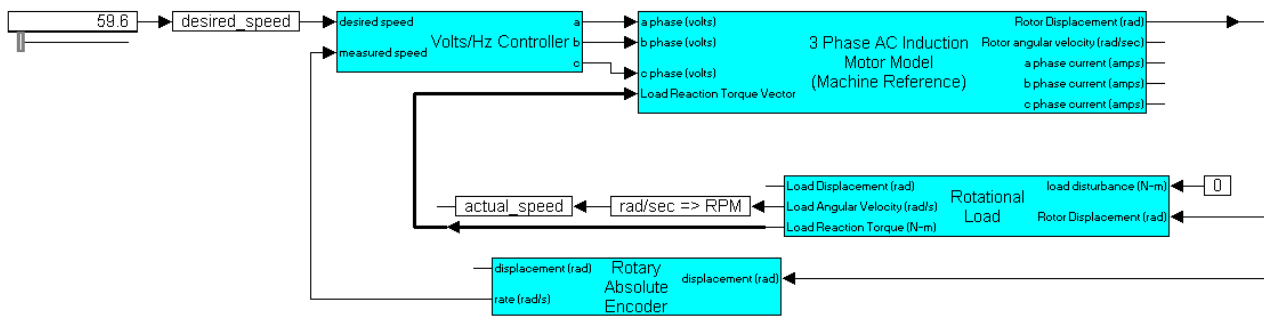 59.6
desired_speed
desired speed
measured speed
Volts/Hz Controller
a
b
c
a phase (volts)
b phase (volts)
c phase (volts)
Load Reaction Torque Vector
3 Phase AC Induction
Motor Model
(Machine Reference)
Rotor Displacement (rad)
Rotor angular velocity (rad/sec)
a phase current (amps)
b phase current (amps)
c phase current (amps)
actual_speed
rad/sec => RPM
Load Displacement (rad)
Load Angular Velocity (rad/s)
Load Reaction Torque (N-m)
Rotational
Load
load disturbance (N-m)
Rotor Displacement (rad)
0
displacement (rad)
rate (rad/s)
Rotary
Absolute
Encoder
displacement (rad)